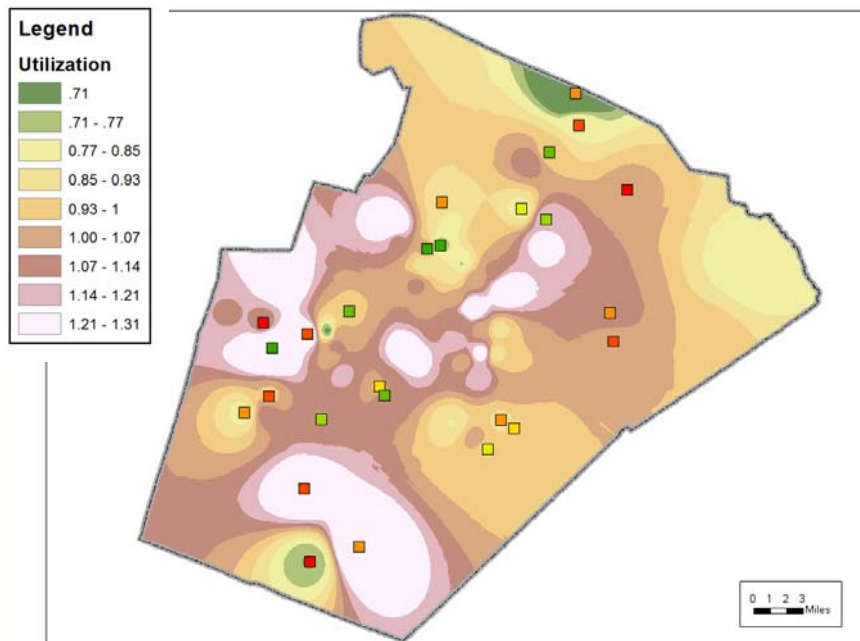 Legend
Utilization
.71
.71 - .77
0.77 - 0.85
0.85 - 0.93
0.93 - 1
1.00 - 1.07
1.07 - 1.14
1.14 - 1.21
1.21 - 1.31
0 1 2 3
Miles